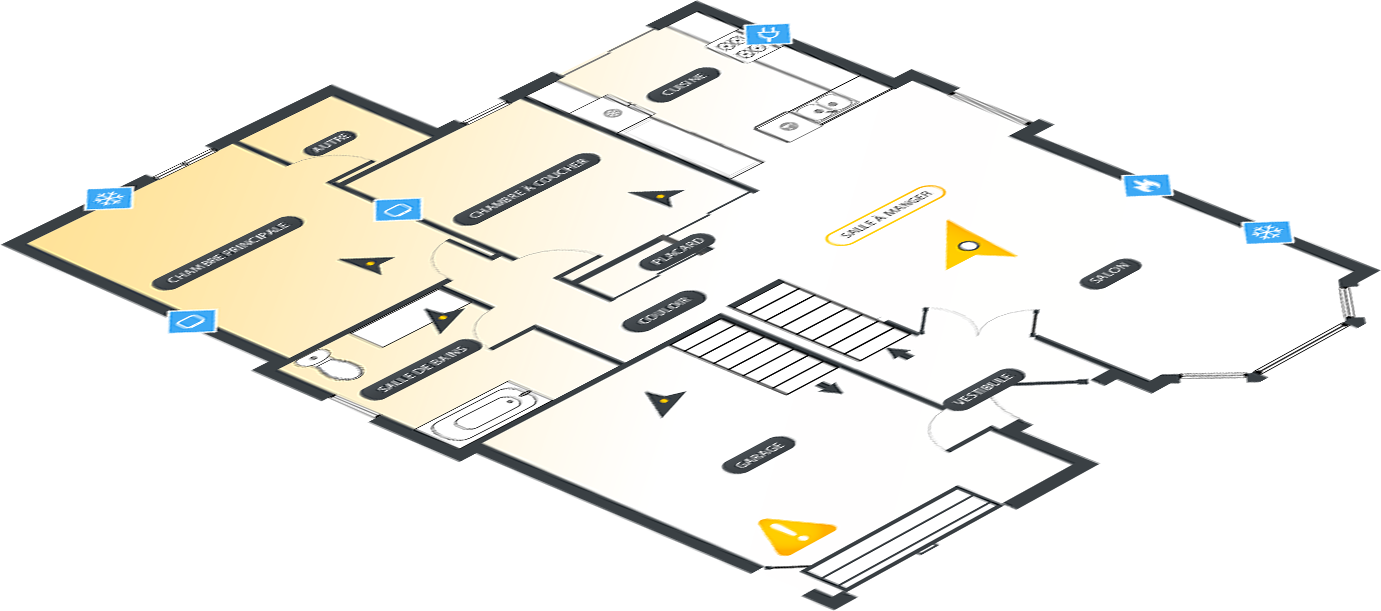 CUISINE
AUTRE
CHAMBRE À COUCHER
SALLE À MANGER
CHAMBRE PRINCIPALE
PLACARD
SALON
COULOIR
SALLE DE BAINS
VESTIBULE
GARAGE